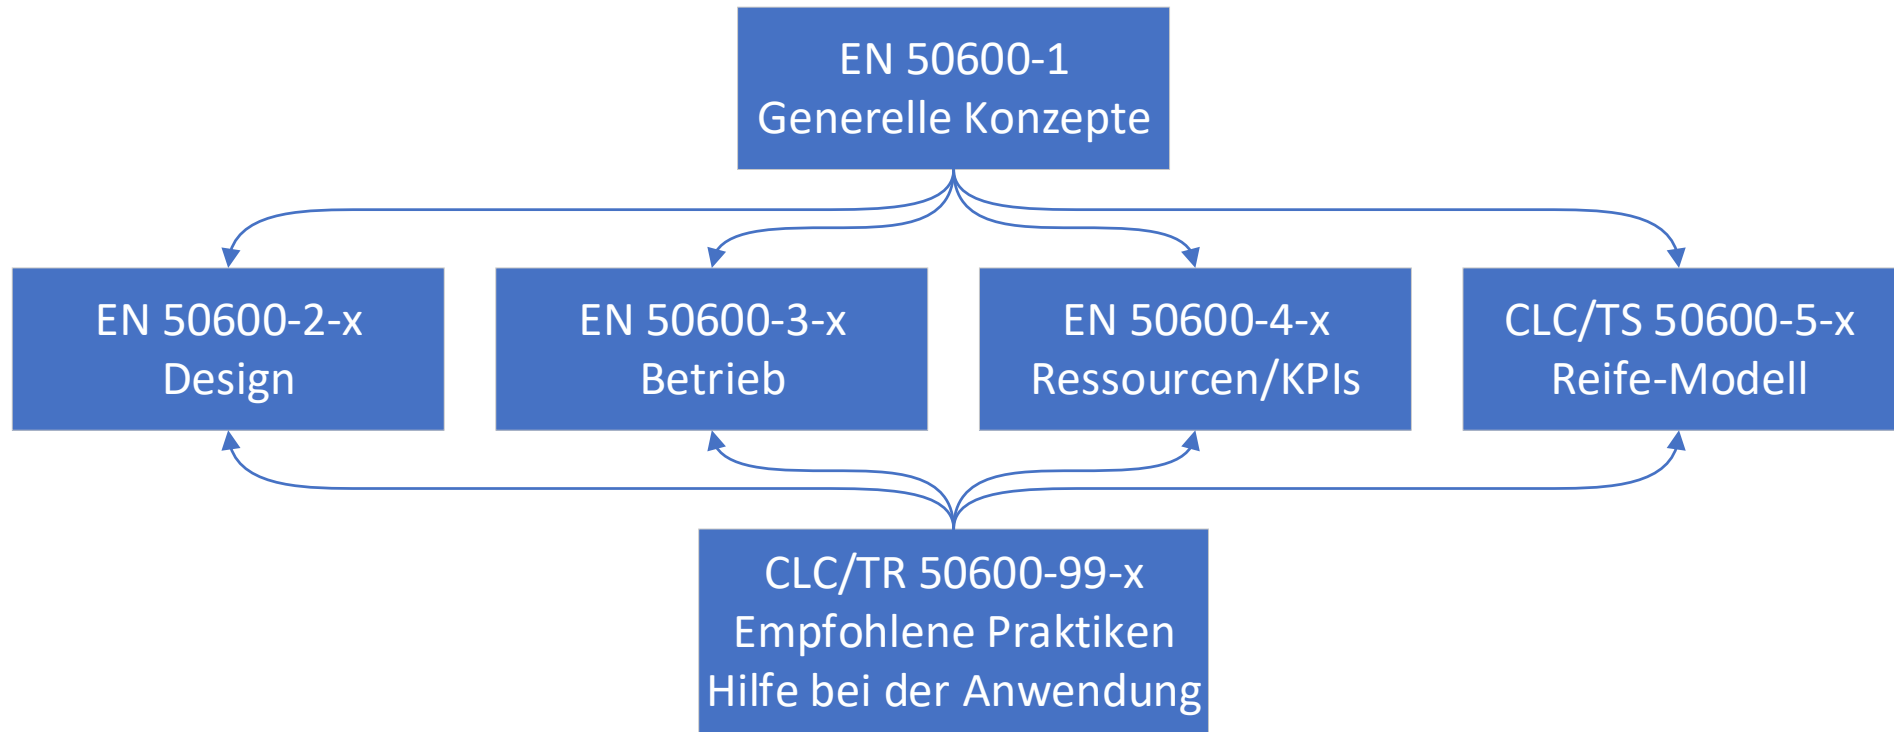 EN 50600-1
Generelle Konzepte
EN 50600-2-x
Design
EN 50600-3-x
Betrieb
EN 50600-4-x
Ressourcen/KPIs
CLC/TS 50600-5-x
Reife-Modell
CLC/TR 50600-99-x
Empfohlene Praktiken
Hilfe bei der Anwendung